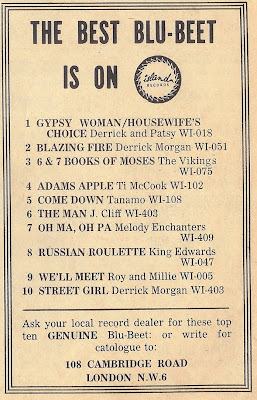 THE BEST BLU-BEET
IS ON
island
RECORDS
1 GYPSY WOMAN/HOUSEWIFE'S
CHOICE Derrick and Patsy WI-018
2 BLAZING FIRE Derrick Morgan WI-051
3 6 & 7 BOOKS OF MOSES The Vikings
WI-075
4 ADAMS APPLE Ti McCook WI-102
5 COME DOWN Tanamo WI-108
6 THE MAN J. Cliff WI-403
7 OH MA, OH PA Melody Enchanters
WI-409
8 RUSSIAN ROULETTE King Edwards
WI-047
9 WE'LL MEET Roy and Millie WI-005
10 STREET GIRL Derrick Morgan WI-403
Ask your local record dealer for these top
ten GENUINE Blu-Beet: or write for
catologue to:
108 CAMBRIDGE ROAD
LONDON N.W.6